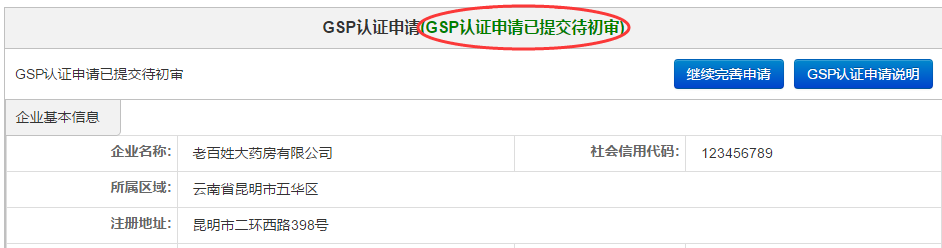 GSP认证申请(GSP认证申请已提交待初审)
GSP认证申请已提交待初审 继续完善申请 GSP认证申请说明
企业基本信息
企业名称: 老百姓大药房有限公司 社会信用代码: 123456789
所属区域: 云南省昆明市五华区
注册地址: 昆明市二环西路398号